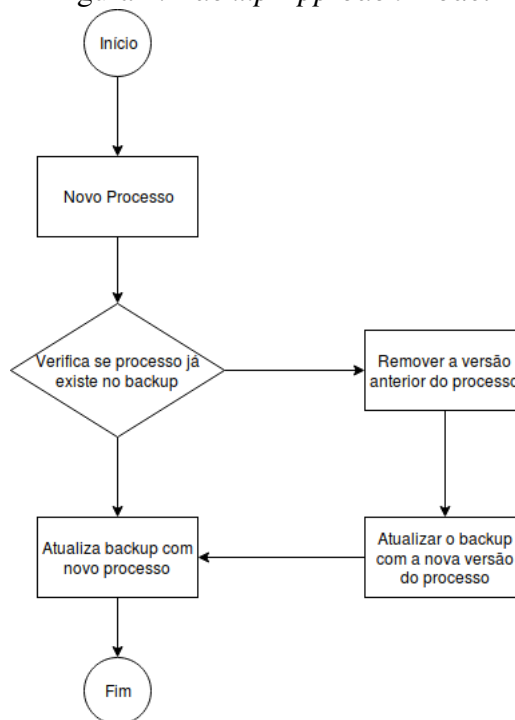 Início
Novo Processo
Verifica se processo já
existe no backup
Remover a versão
anterior do processo
Atualiza backup com
novo processo
Atualizar o backup
com a nova versão
do processo
Fim